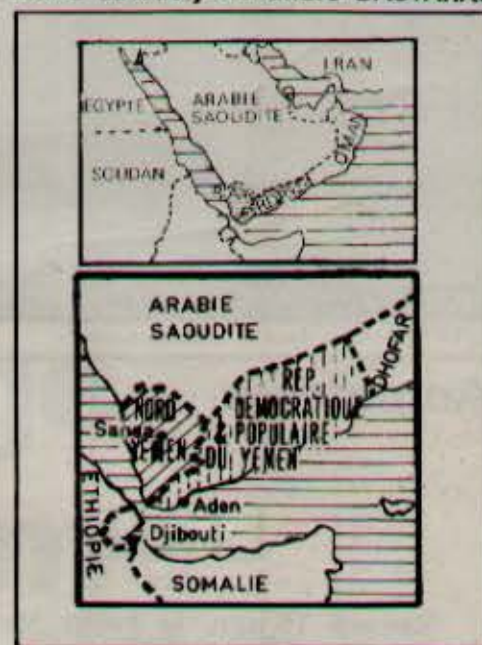 IRAN
EGYPTE
ARABIE
SAOUDITE
SOUDAN
OMAN
ARABIE
SAOUDITE
DHOFAR
NORD
YEMEN
Sanaa
REP.
DEMOCRATIQUE
& POPULAIRE
DU YEMEN
Aden
Djibouti
ETHIOPIE
SOMALIE